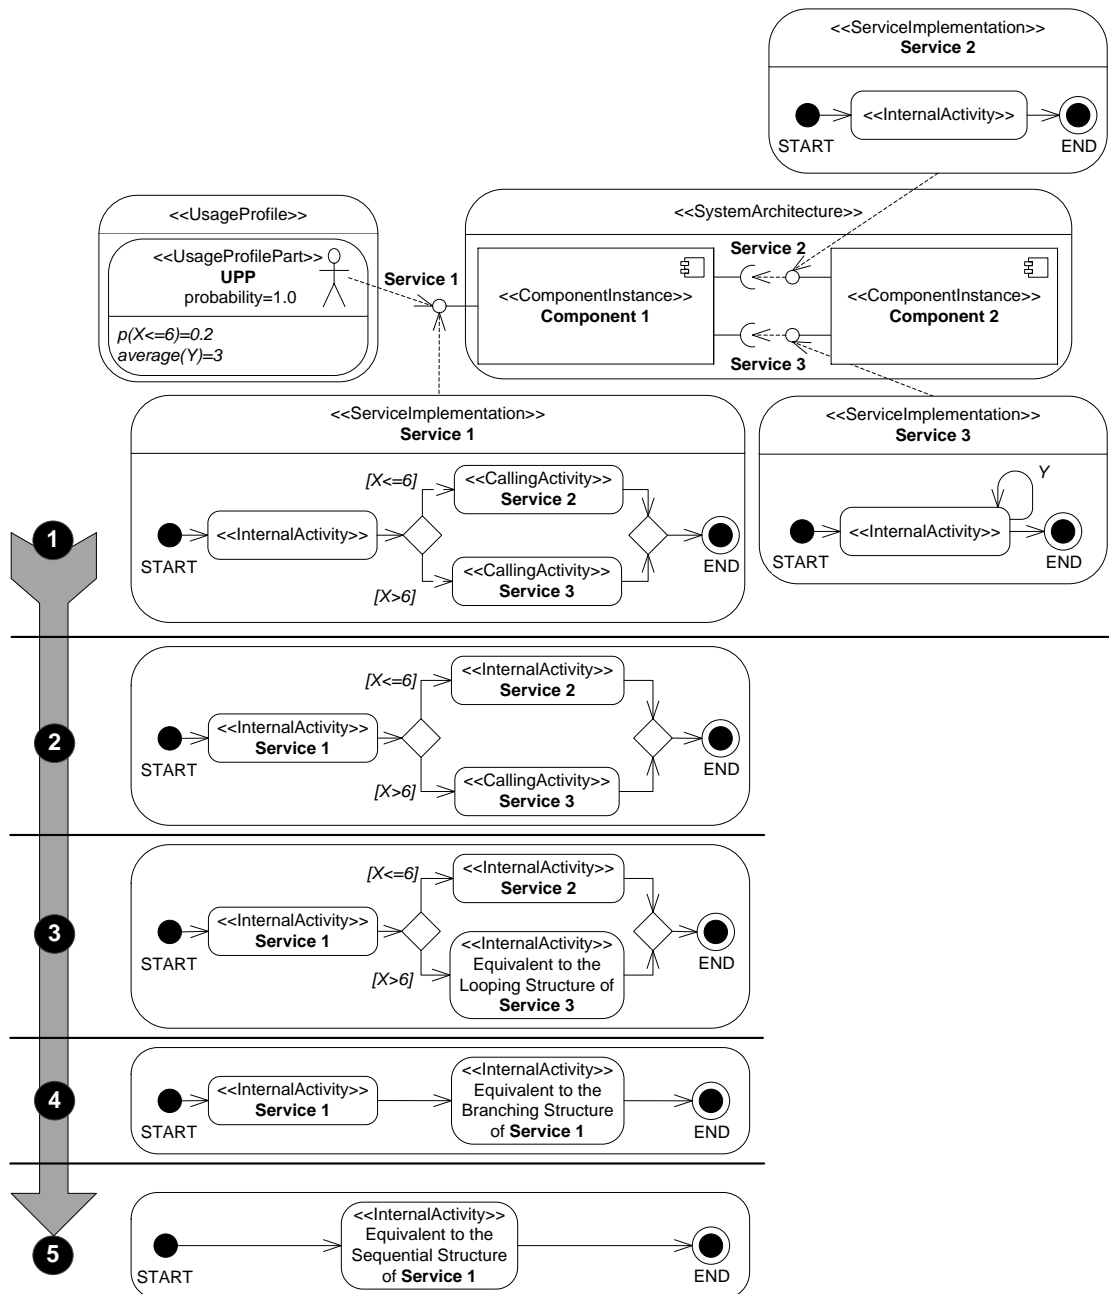 <<ServiceImplementation>>
Service 2
<<InternalActivity>>
START
END
<<UsageProfile>>
<<UsageProfilePart>>
UPP
probability=1.0
p(X<=6)=0.2
average(Y)=3
Service 1
<<SystemArchitecture>>
Service 2
<<ComponentInstance>>
Component 1
<<ComponentInstance>>
Component 2
Service 3
<<ServiceImplementation>>
Service 1
[X<=6]
<<CallingActivity>>
Service 2
<<InternalActivity>>
START
END
[X>6]
<<CallingActivity>>
Service 3
<<ServiceImplementation>>
Service 3
Y
<<InternalActivity>>
START
END
1
[X<=6]
<<InternalActivity>>
Service 2
2
<<InternalActivity>>
Service 1
START
END
[X>6]
<<CallingActivity>>
Service 3
[X<=6]
<<InternalActivity>>
Service 2
3
<<InternalActivity>>
Service 1
START
END
[X>6]
<<InternalActivity>>
Equivalent to the
Looping Structure of
Service 3
4
<<InternalActivity>>
Service 1
START
<<InternalActivity>>
Equivalent to the
Branching Structure
of Service 1
END
5
START
<<InternalActivity>>
Equivalent to the
Sequential Structure
of Service 1
END